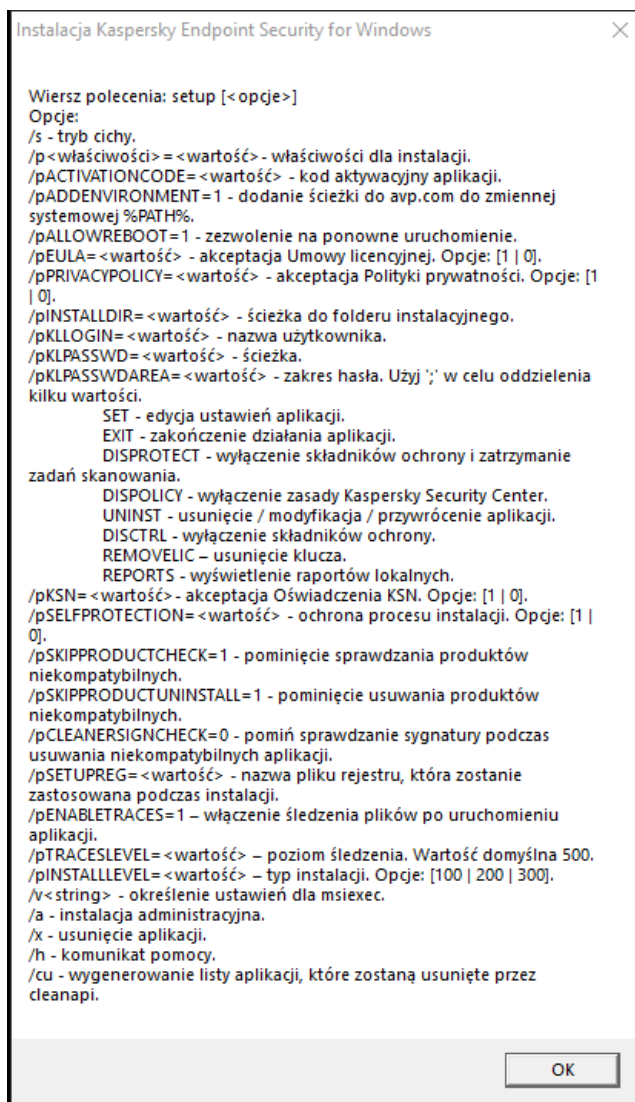 Instalacja Kaspersky Endpoint Security for Windows
Wiersz polecenia: setup [<opcje>]
Opcje:
/s - tryb cichy.
/p<właściwości>=<wartość>- właściwości dla instalacji.
/pACTIVATIONCODE=<wartość> - kod aktywacyjny aplikacji.
/pADDENVIRONMENT=1 - dodanie ścieżki do avp.com do zmiennej
systemowej %PATH%.
/pALLOWREBOOT=1 - zezwolenie na ponowne uruchomienie.
/pEULA=<wartość> - akceptacja Umowy licencyjnej. Opcje: [1 | 0].
/pPRIVACYPOLICY=<wartość> - akceptacja Polityki prywatności. Opcje: [1
| 0].
/pINSTALLDIR=<wartość> - ścieżka do folderu instalacyjnego.
/pKLLOGIN=<wartość> - nazwa użytkownika.
/pKLPASSWD=<wartość> - ścieżka.
/pKLPASSWDAREA=<wartość> - zakres hasła. Użyj ';' w celu oddzielenia
kilku wartości.
SET - edycja ustawień aplikacji.
EXIT - zakończenie działania aplikacji.
DISPROTECT - wyłączenie składników ochrony i zatrzymanie
zadań skanowania.
DISPOLICY - wyłączenie zasady Kaspersky Security Center.
UNINST - usunięcie / modyfikacja / przywrócenie aplikacji.
DISCTRL - wyłączenie składników ochrony.
REMOVELIC – usunięcie klucza.
REPORTS - wyświetlenie raportów lokalnych.
/pKSN=<wartość>- akceptacja Oświadczenia KSN. Opcje: [1 | 0].
/pSELFPROTECTION=<wartość> - ochrona procesu instalacji. Opcje: [1 |
0].
/pSKIPPRODUCTCHECK=1 - pominięcie sprawdzania produktów
niekompatybilnych.
/pSKIPPRODUCTUNINSTALL=1 - pominięcie usuwania produktów
niekompatybilnych.
/pCLEANERSIGNCHECK=0 - pomiń sprawdzanie sygnatury podczas
usuwania niekompatybilnych aplikacji.
/pSETUPREG=<wartość> - nazwa pliku rejestru, która zostanie
zastosowana podczas instalacji.
/pENABLETRACES=1 – włączenie śledzenia plików po uruchomieniu
aplikacji.
/pTRACESLEVEL=<wartość> – poziom śledzenia. Wartość domyślna 500.
/pINSTALLLEVEL=<wartość> – typ instalacji. Opcje: [100 | 200 | 300].
/v<string> - określenie ustawień dla msiexec.
/a - instalacja administracyjna.
/x - usunięcie aplikacji.
/h - komunikat pomocy.
/cu - wygenerowanie listy aplikacji, które zostaną usunięte przez
cleanapi.
OK